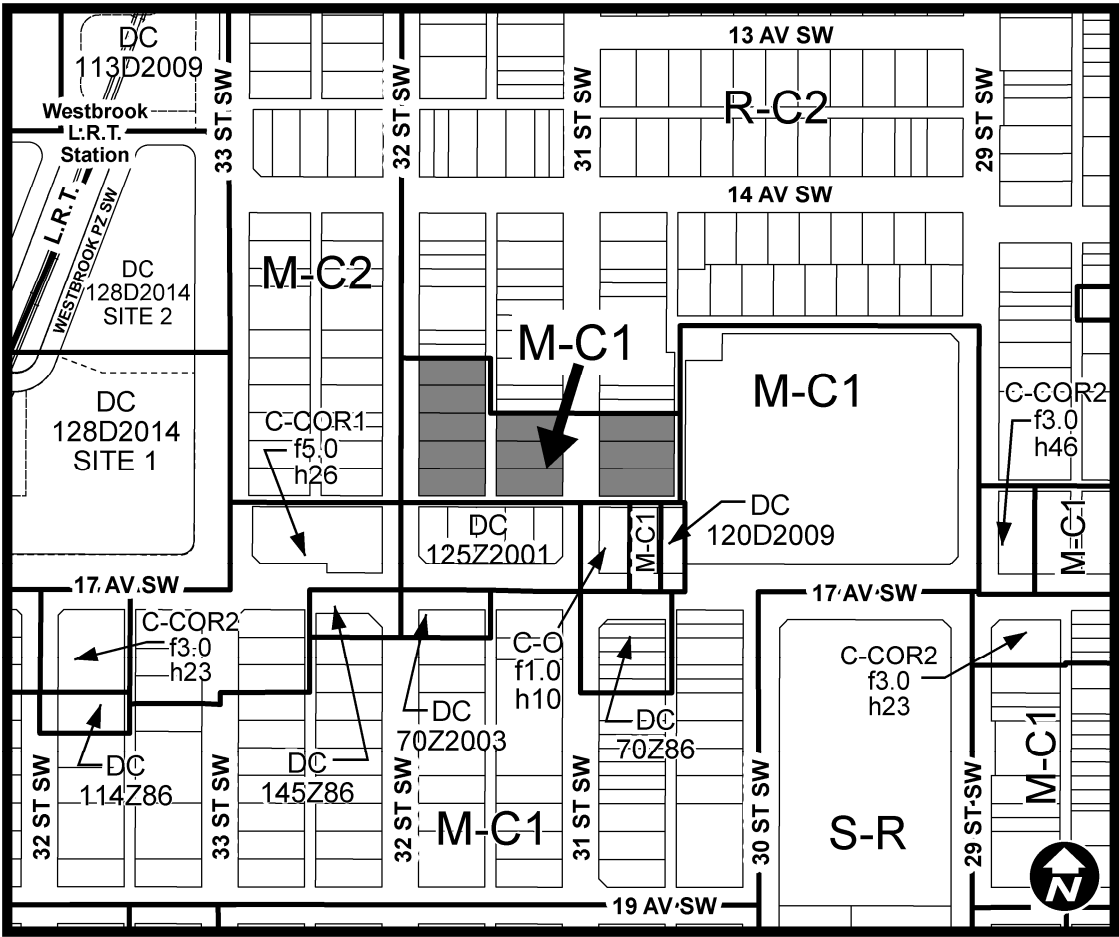 13 AV SW
DC
113D2009
33 ST SW
32 ST SW
31 ST SW
29 ST SW
R-C2
Westbrook
L.R.T.
Station
L.R.T.
WESTBROOK PZ SW
14 AV SW
M-C2
DC
128D2014
SITE 2
M-C1
M-C1
DC
128D2014
SITE 1
C-COR1
f5.0
h26
C-COR2
f3.0
h46
DC
125Z2001
M-C1
DC
120D2009
M-C1
17 AV SW
17 AV SW
C-COR2
f3.0
h23
C-O
f1.0
h10
C-COR2
f3.0
h23
DC
70Z2003
DC
70Z86
DC
114Z86
DC
145Z86
M-C1
32 ST SW
33 ST SW
32 ST SW
M-C1
31 ST SW
30 ST SW
S-R
29 ST SW
N
19 AV SW